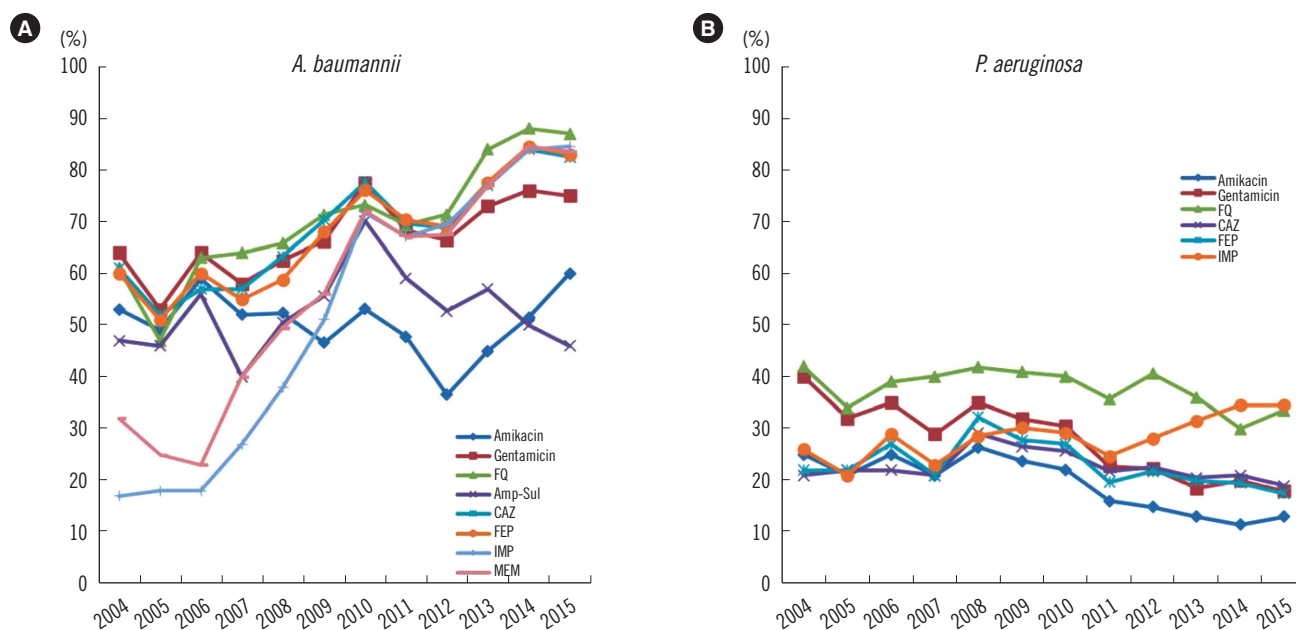 A
(%)
A. baumannii
100
90
80
70
60
50
40
30
20
10
0
Amikacin
Gentamicin
FQ
Amp-Sul
CAZ
FEP
IMP
MEM
2004 2005 2006 2007 2008 2009 2010 2011 2012 2013 2014 2015
B
(%)
P. aeruginosa
100
90
80
70
60
50
40
30
20
10
0
Amikacin
Gentamicin
FQ
CAZ
FEP
IMP
2004 2005 2006 2007 2008 2009 2010 2011 2012 2013 2014 2015